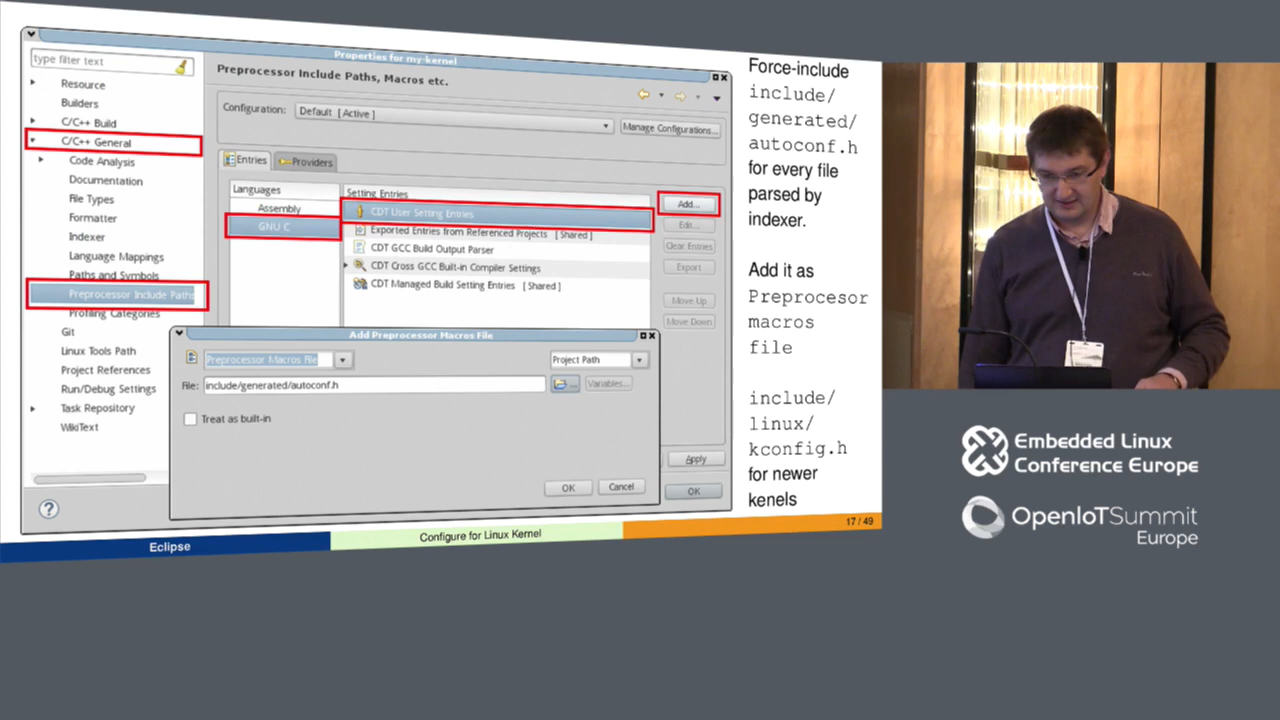 Properties for my-kernel
type filter text
Resource
Builders
C/C++ Build
C/C++ General
Code Analysis
Documentation
File Types
Formatter
Indexer
Language Mappings
Paths and Symbols
Preprocessor Include Paths
Profiling Categories
Git
Linux Tools Path
Project References
Run/Debug Settings
Task Repository
WikiText
Preprocessor Include Paths, Macros etc.
Configuration:
Default [ Active ]
Manage Configurations...
Entries
Providers
Languages
Assembly
GNU C
Setting Entries
CDT User Setting Entries
Exported Entries from Referenced Projects [ Shared ]
CDT GCC Build Output Parser
CDT Cross GCC Built-in Compiler Settings
CDT Managed Build Setting Entries [ Shared ]
Add...
Edit...
Clear Entries
Export
Move Up
Move Down
Apply
OK
Add Preprocessor Macros File
Preprocessor Macros File
Project Path
File:
include/generated/autoconf.h
...
Variables...
Treat as built-in
OK
Cancel
?
Force-include
include/
generated/
autoconf.h
for every file
parsed by
indexer.
Add it as
Preprocesor
macros
file
include/
linux/
kconfig.h
for newer
kenels
Eclipse
Configure for Linux Kernel
17 / 49
Embedded Linux
Conference Europe
OpenIoTSummit
Europe